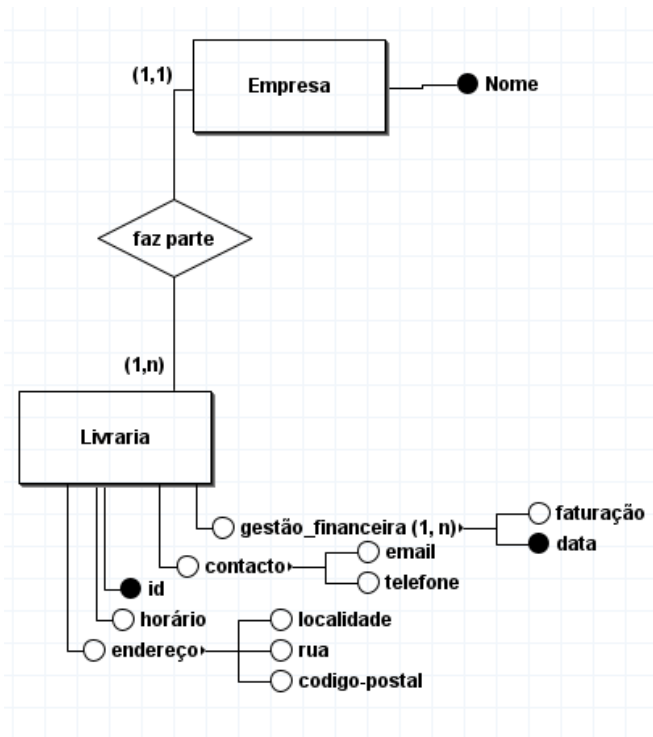 (1,1)
Empresa
Nome
faz parte
(1,n)
Livraria
gestão_financeira (1, n)
faturação
data
contacto
email
telefone
id
horário
endereço
localidade
rua
codigo-postal